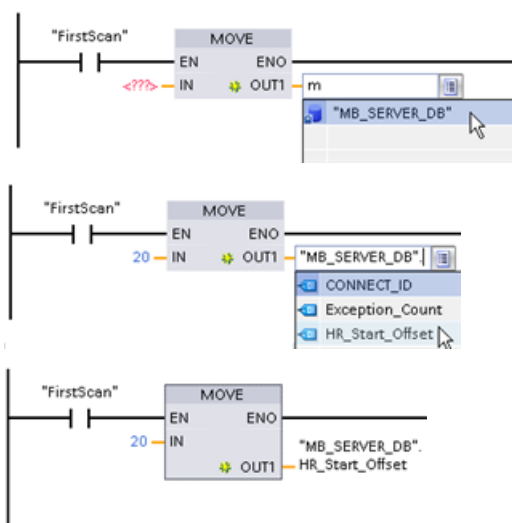 "FirstScan"
MOVE
EN ENO
<???> IN OUT1 m
"MB_SERVER_DB"
"FirstScan"
MOVE
EN ENO
20 IN OUT1 "MB_SERVER_DB".
CONNECT_ID
Exception_Count
HR_Start_Offset
"FirstScan"
MOVE
EN ENO
20 IN
"MB_SERVER_DB".
OUT1 HR_Start_Offset